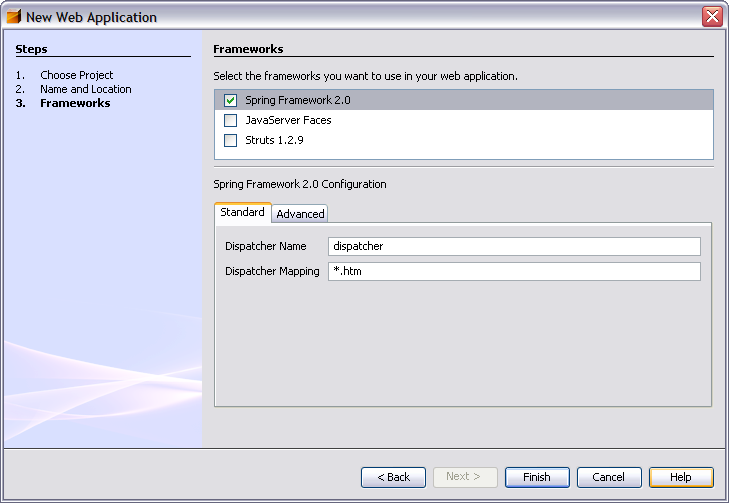 New Web Application
Steps
1. Choose Project
2. Name and Location
3. Frameworks
Frameworks
Select the frameworks you want to use in your web application.
Spring Framework 2.0
JavaServer Faces
Struts 1.2.9
Spring Framework 2.0 Configuration
Standard Advanced
Dispatcher Name dispatcher
Dispatcher Mapping *.htm
< Back Next > Finish Cancel Help